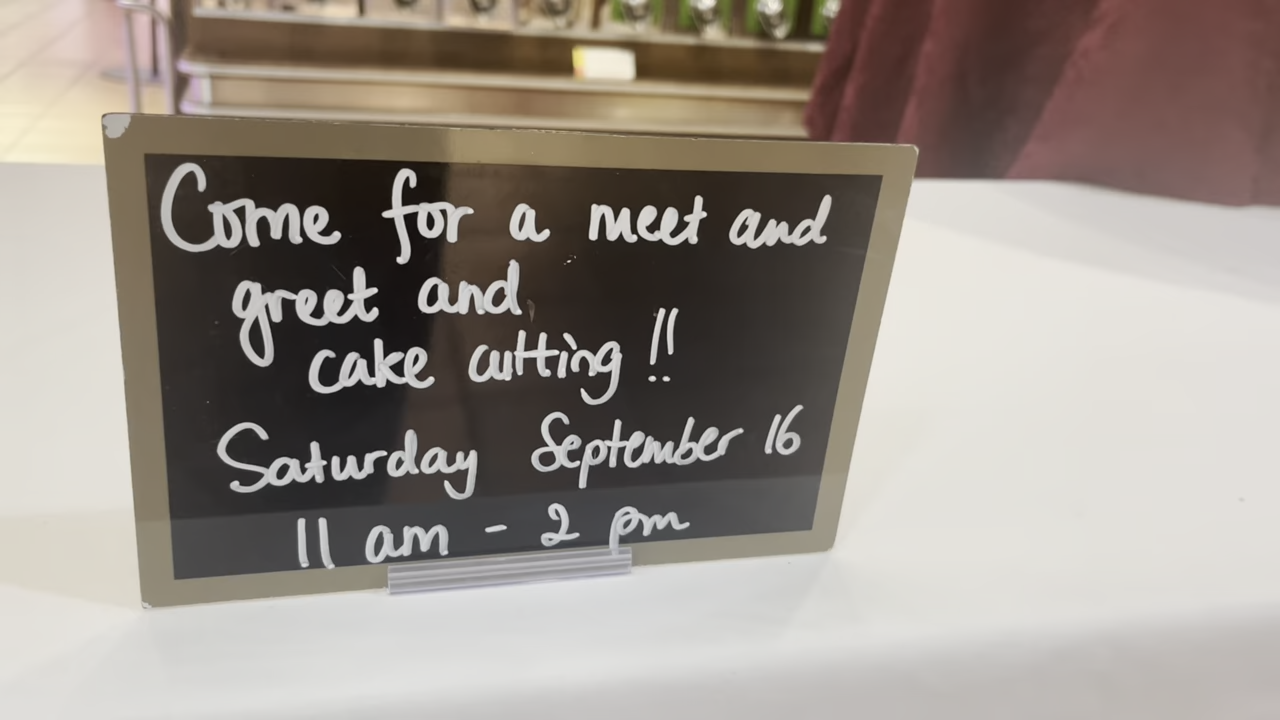 Come for a meet and
greet and
cake cutting!!
Saturday September 16
11 am - 2 pm